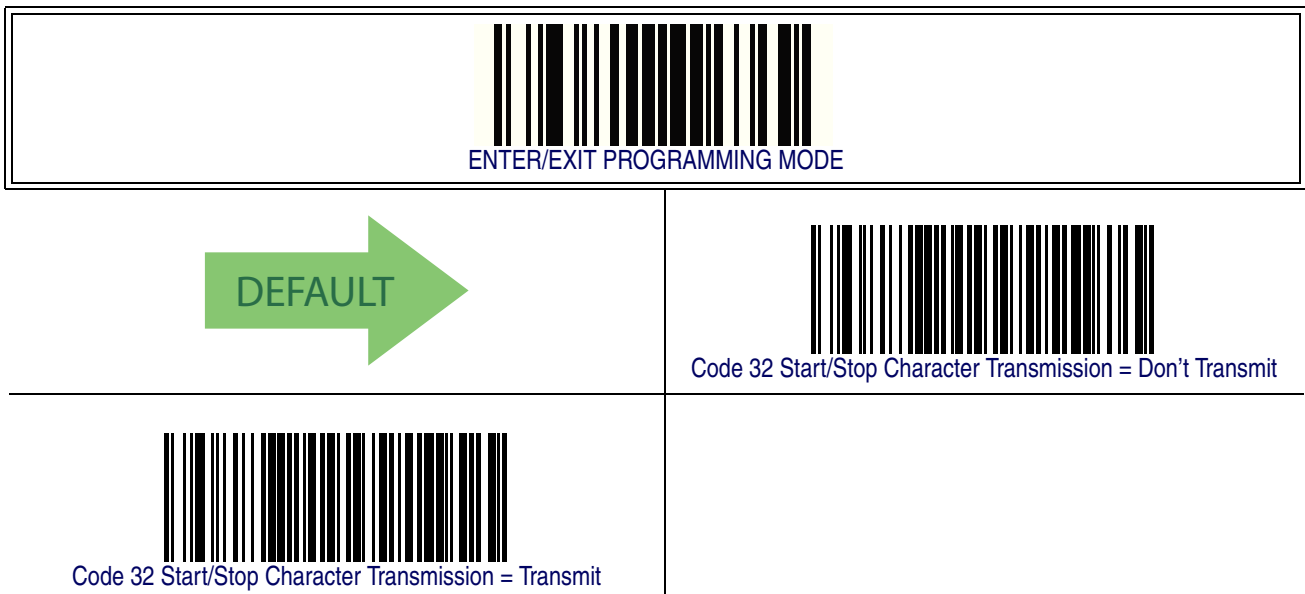 ENTER/EXIT PROGRAMMING MODE
DEFAULT
Code 32 Start/Stop Character Transmission = Don’t Transmit
Code 32 Start/Stop Character Transmission = Transmit